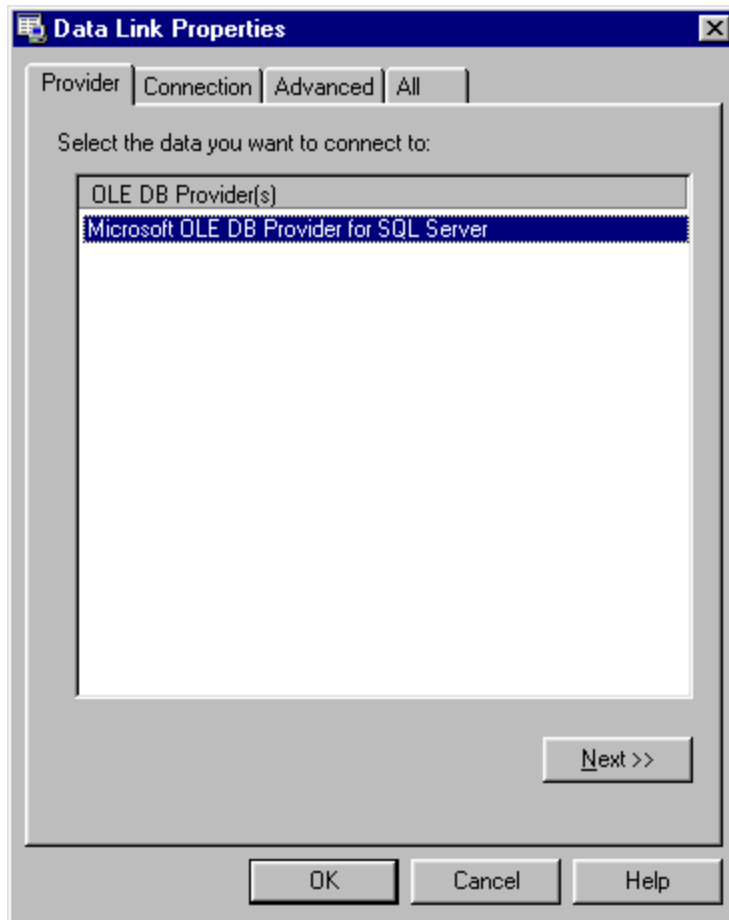 Data Link Properties
Provider Connection Advanced All
Select the data you want to connect to:
OLE DB Provider(s)
Microsoft OLE DB Provider for SQL Server
Next >>
OK Cancel Help